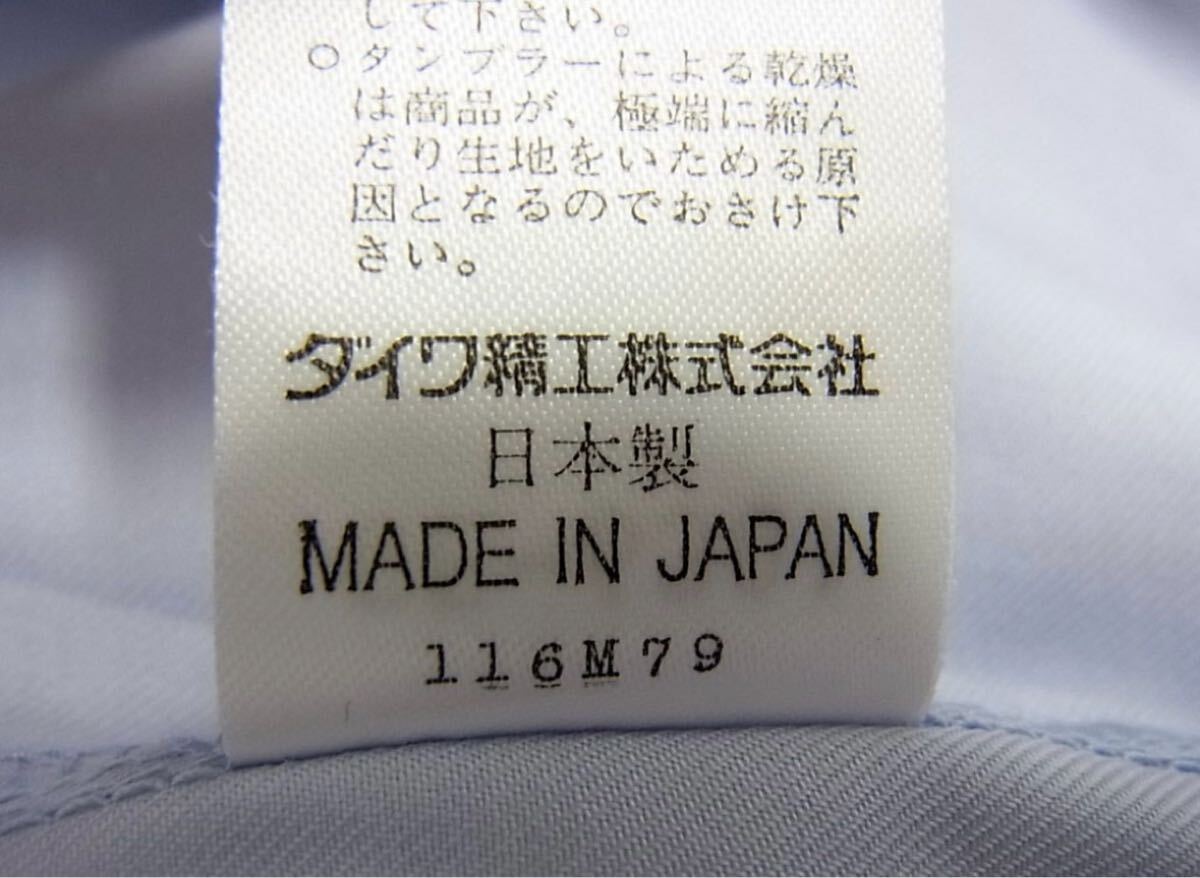 して下さい。
○タンブラーによる乾燥
は商品が、極端に縮ん
だり生地をいためる原
因となるのでおさけ下
さい。
ダイワ精工株式会社
日本製
MADE IN JAPAN
116M79